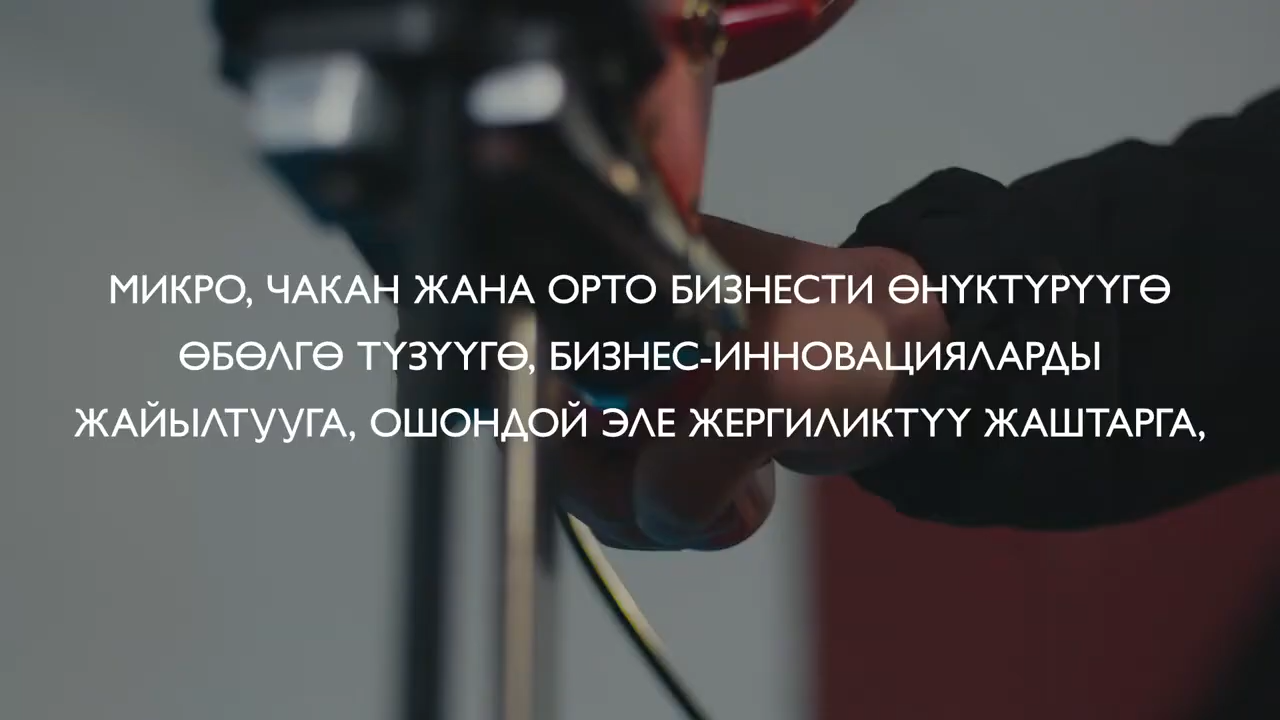 МИКРО, ЧАКАН ЖАНА ОРТО БИЗНЕСТИ ӨНҮКТҮРҮҮГӨ
ӨБӨЛГӨ ТҮЗҮҮГӨ, БИЗНЕС-ИННОВАЦИЯЛАРДЫ
ЖАЙЫЛТУУГА, ОШОНДОЙ ЭЛЕ ЖЕРГИЛИКТҮҮ ЖАШТАРГА,